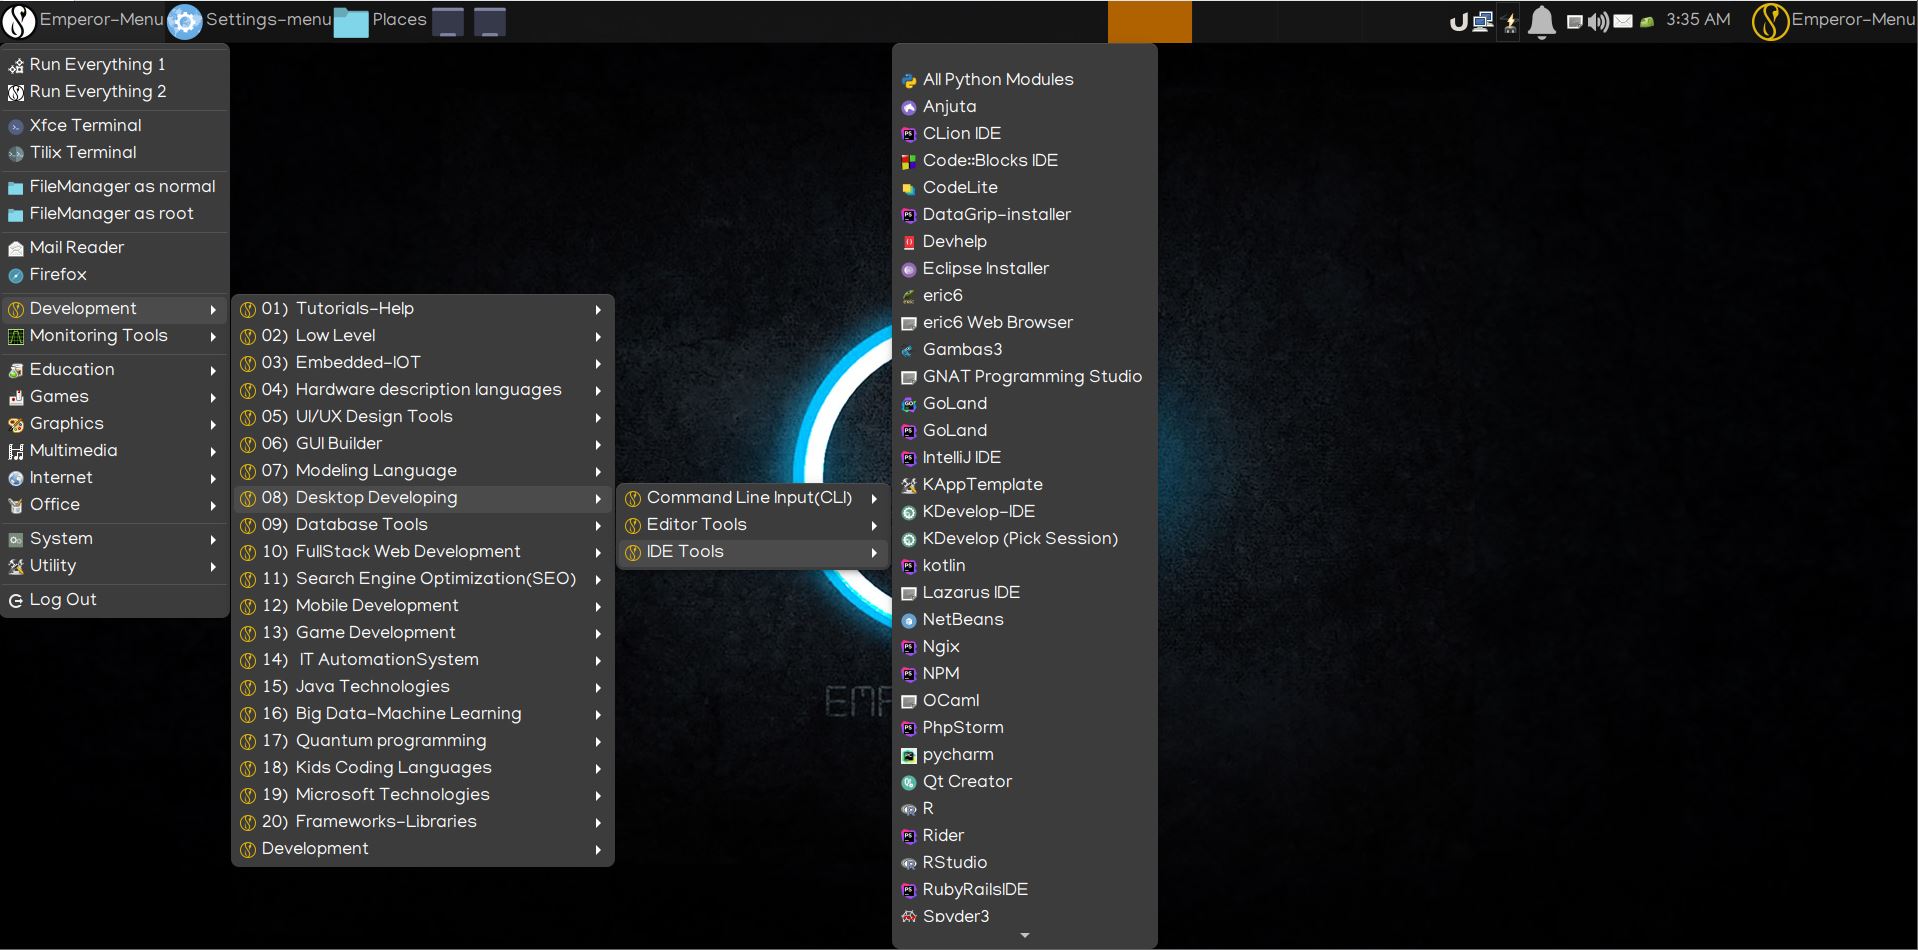 Emperor-Menu Settings-menu Places 3:35 AM Emperor-Menu
Run Everything 1
Run Everything 2
Xfce Terminal
Tilix Terminal
FileManager as normal
FileManager as root
Mail Reader
Firefox
Development
Monitoring Tools
Education
Games
Graphics
Multimedia
Internet
Office
System
Utility
Log Out
01) Tutorials-Help
02) Low Level
03) Embedded-IOT
04) Hardware description languages
05) UI/UX Design Tools
06) GUI Builder
07) Modeling Language
08) Desktop Developing
09) Database Tools
10) FullStack Web Development
11) Search Engine Optimization(SEO)
12) Mobile Development
13) Game Development
14) IT AutomationSystem
15) Java Technologies
16) Big Data-Machine Learning
17) Quantum programming
18) Kids Coding Languages
19) Microsoft Technologies
20) Frameworks-Libraries
Development
Command Line Input(CLI)
Editor Tools
IDE Tools
All Python Modules
Anjuta
CLion IDE
Code::Blocks IDE
CodeLite
DataGrip-installer
Devhelp
Eclipse Installer
eric6
eric6 Web Browser
Gambas3
GNAT Programming Studio
GoLand
GoLand
IntelliJ IDE
KAppTemplate
KDevelop-IDE
KDevelop (Pick Session)
kotlin
Lazarus IDE
NetBeans
Ngix
NPM
OCaml
PhpStorm
pycharm
Qt Creator
R
Rider
RStudio
RubyRailsIDE
Spyder3